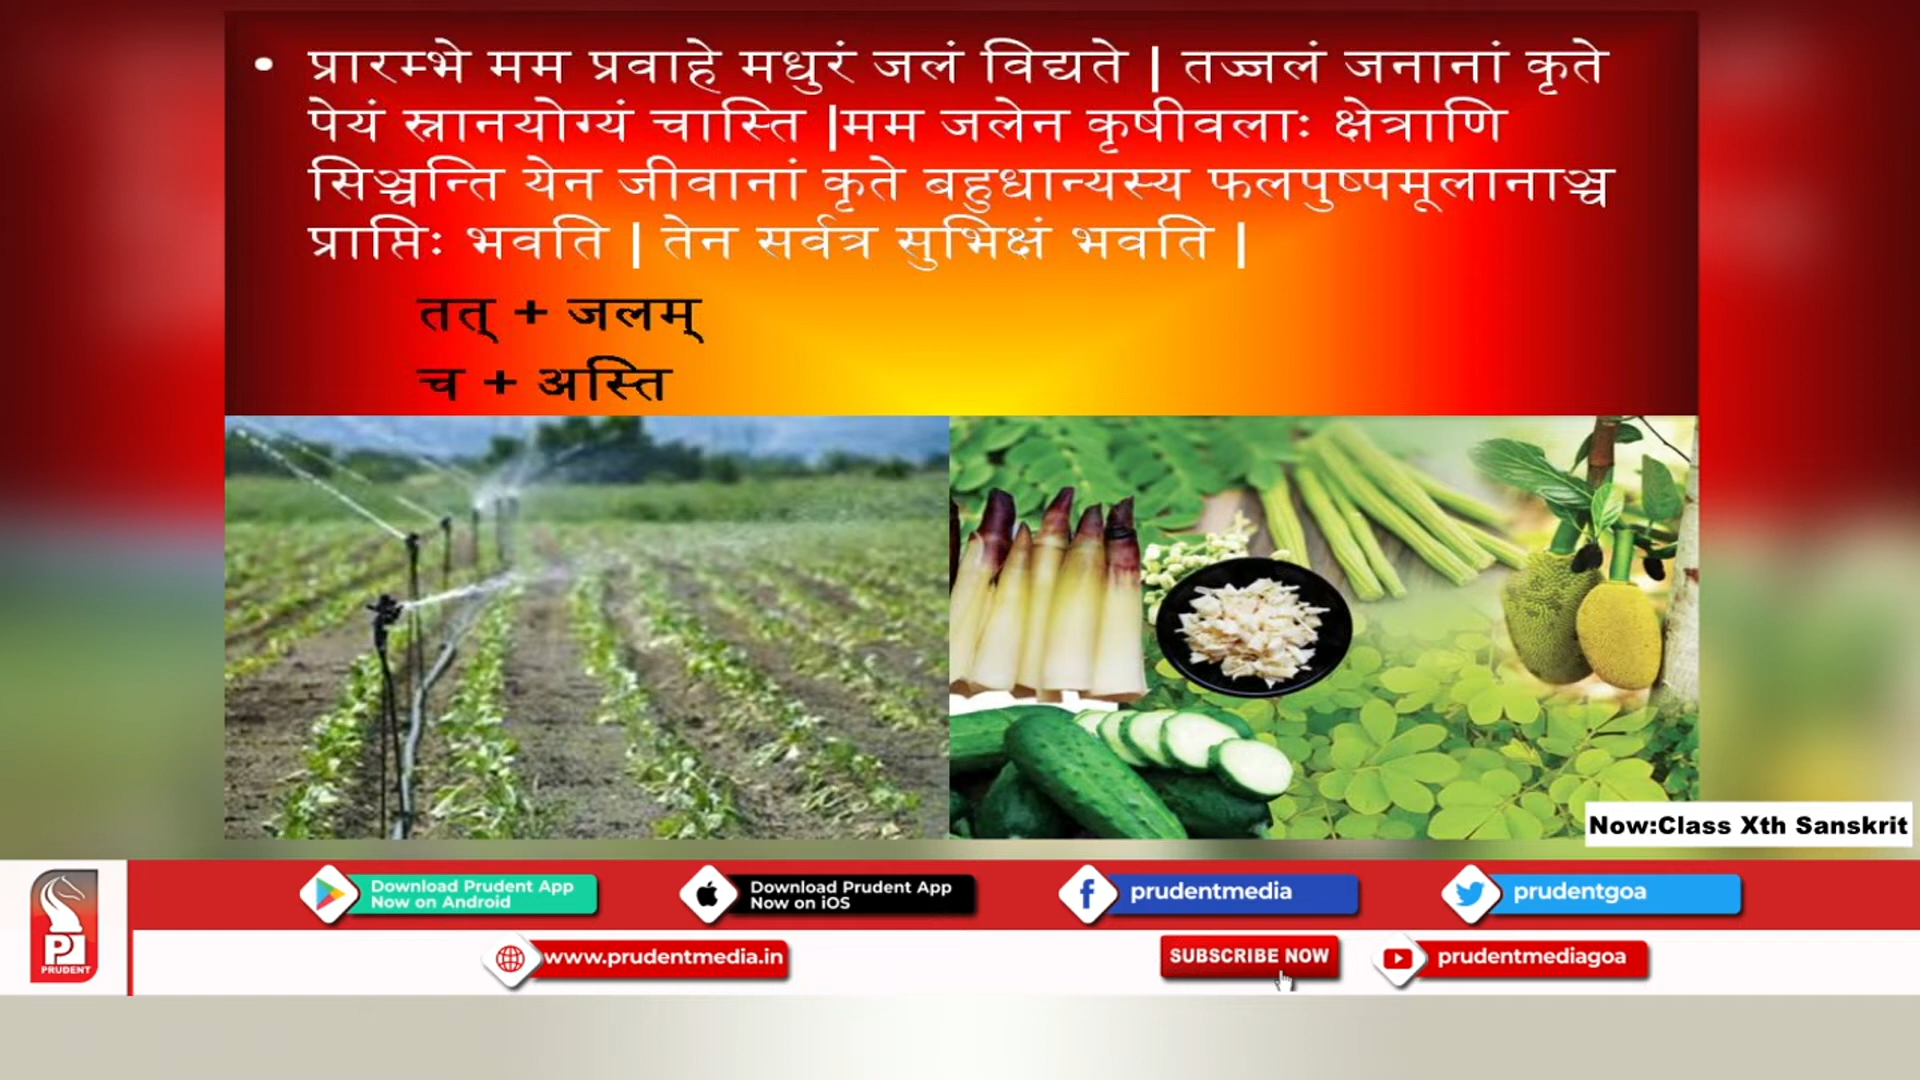 • प्रारम्भे मम प्रवाहे मधुरं जलं विद्यते | तज्जलं जनानां कृते
पेयं स्नानयोग्यं चास्ति |मम जलेन कृषीवलाः क्षेत्राणि
सिञ्चन्ति येन जीवानां कृते बहुधान्यस्य फलपुष्पमूलानाञ्च
प्राप्तिः भवति | तेन सर्वत्र सुभिक्षं भवति |
तत् + जलम्
च + अस्ति
Now:Class Xth Sanskrit
Download Prudent App
Now on Android
Download Prudent App
Now on iOS
prudentmedia
prudentgoa
PRUDENT
www.prudentmedia.in
SUBSCRIBE NOW
prudentmediagoa